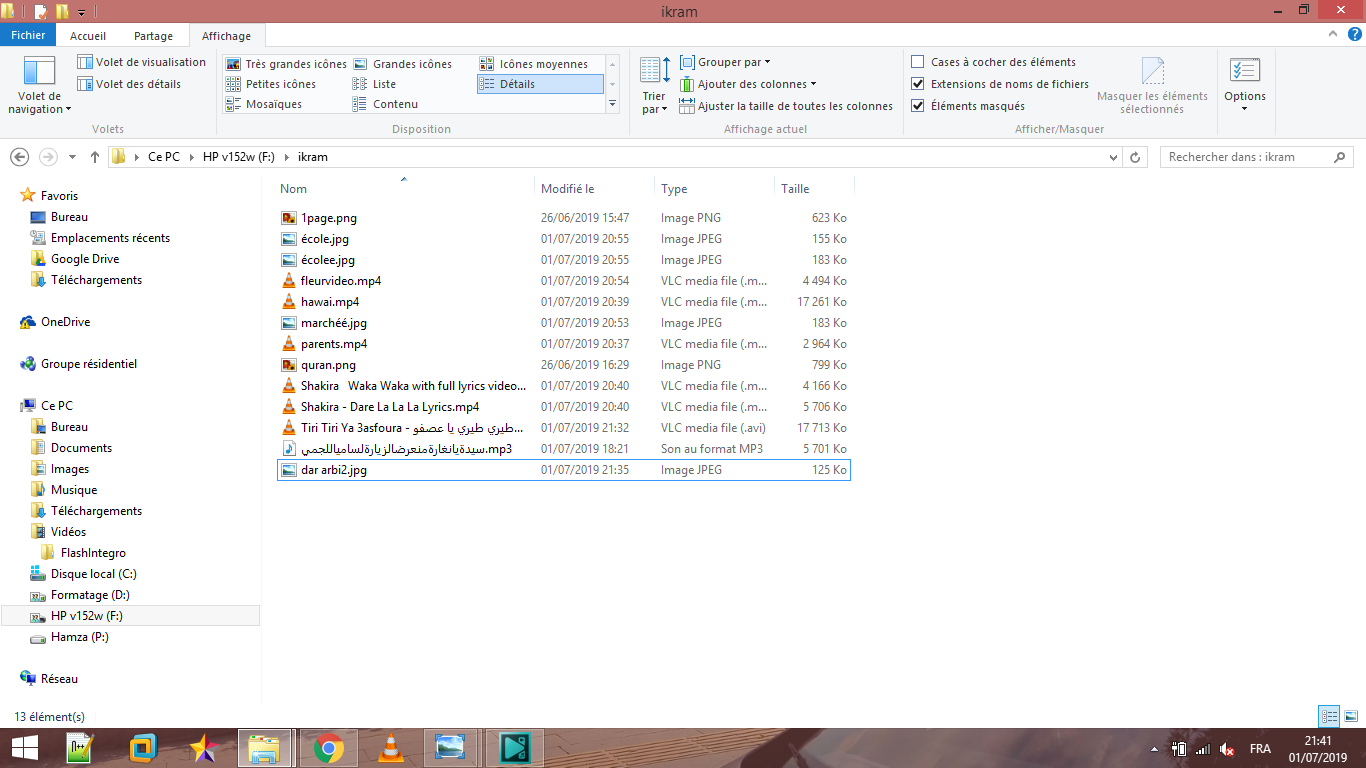 ikram
Fichier Accueil Partage Affichage
Volet de navigation
Volet de visualisation
Volet des détails
Volets
Très grandes icônes Grandes icônes Icônes moyennes
Petites icônes Liste Détails
Mosaïques Contenu
Disposition
Trier par
Grouper par
Ajouter des colonnes
Ajuster la taille de toutes les colonnes
Affichage actuel
Cases à cocher des éléments
Extensions de noms de fichiers
Éléments masqués
Masquer les éléments sélectionnés
Afficher/Masquer
Options
Ce PC HP v152w (F:) ikram
Rechercher dans : ikram
Favoris
Bureau
Emplacements récents
Google Drive
Téléchargements
OneDrive
Groupe résidentiel
Ce PC
Bureau
Documents
Images
Musique
Téléchargements
Vidéos
FlashIntegro
Disque local (C:)
Formatage (D:)
HP v152w (F:)
Hamza (P:)
Réseau
Nom Modifié le Type Taille
1page.png 26/06/2019 15:47 Image PNG 623 Ko
école.jpg 01/07/2019 20:55 Image JPEG 155 Ko
écolee.jpg 01/07/2019 20:55 Image JPEG 183 Ko
fleurvideo.mp4 01/07/2019 20:54 VLC media file (.m... 4 494 Ko
hawai.mp4 01/07/2019 20:39 VLC media file (.m... 17 261 Ko
marchéé.jpg 01/07/2019 20:53 Image JPEG 183 Ko
parents.mp4 01/07/2019 20:37 VLC media file (.m... 2 964 Ko
quran.png 26/06/2019 16:29 Image PNG 799 Ko
Shakira Waka Waka with full lyrics video... 01/07/2019 20:40 VLC media file (.m... 4 166 Ko
Shakira - Dare La La La Lyrics.mp4 01/07/2019 20:40 VLC media file (.m... 5 706 Ko
Tiri Tiri Ya 3asfoura - طيري طيري يا عصفو... 01/07/2019 21:32 VLC media file (.avi) 17 713 Ko
سيدةيانغارةمنعرضالزيارةلسامياللجمي.mp3 01/07/2019 18:21 Son au format MP3 5 701 Ko
dar arbi2.jpg 01/07/2019 21:35 Image JPEG 125 Ko
13 élément(s)
FRA
21:41
01/07/2019